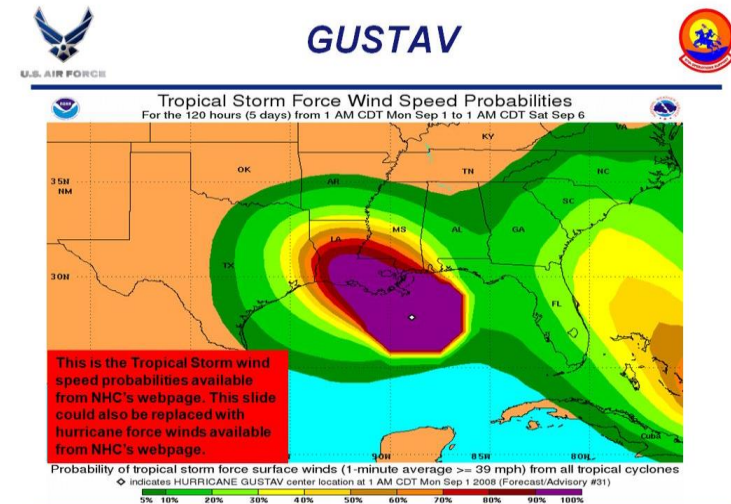 U.S. AIR FORCE
GUSTAV
NOAA
Tropical Storm Force Wind Speed Probabilities
For the 120 hours (5 days) from 1 AM CDT Mon Sep 1 to 1 AM CDT Sat Sep 6
KY
VA
OK
TN
NC
35N
NM
AR
SC
MS
AL
GA
LA
TX
30N
FL
This is the Tropical Storm wind
speed probabilities available
from NHC's webpage. This slide
could also be replaced with
hurricane force winds available
from NHC's webpage.
Cuba
90W
85W
80W
Probability of tropical storm force surface winds (1-minute average >= 39 mph) from all tropical cyclones
indicates HURRICANE GUSTAV center location at 1 AM CDT Mon Sep 1 2008 (Forecast/Advisory #31)
5% 10% 20% 30% 40% 50% 60% 70% 80% 90% 100%